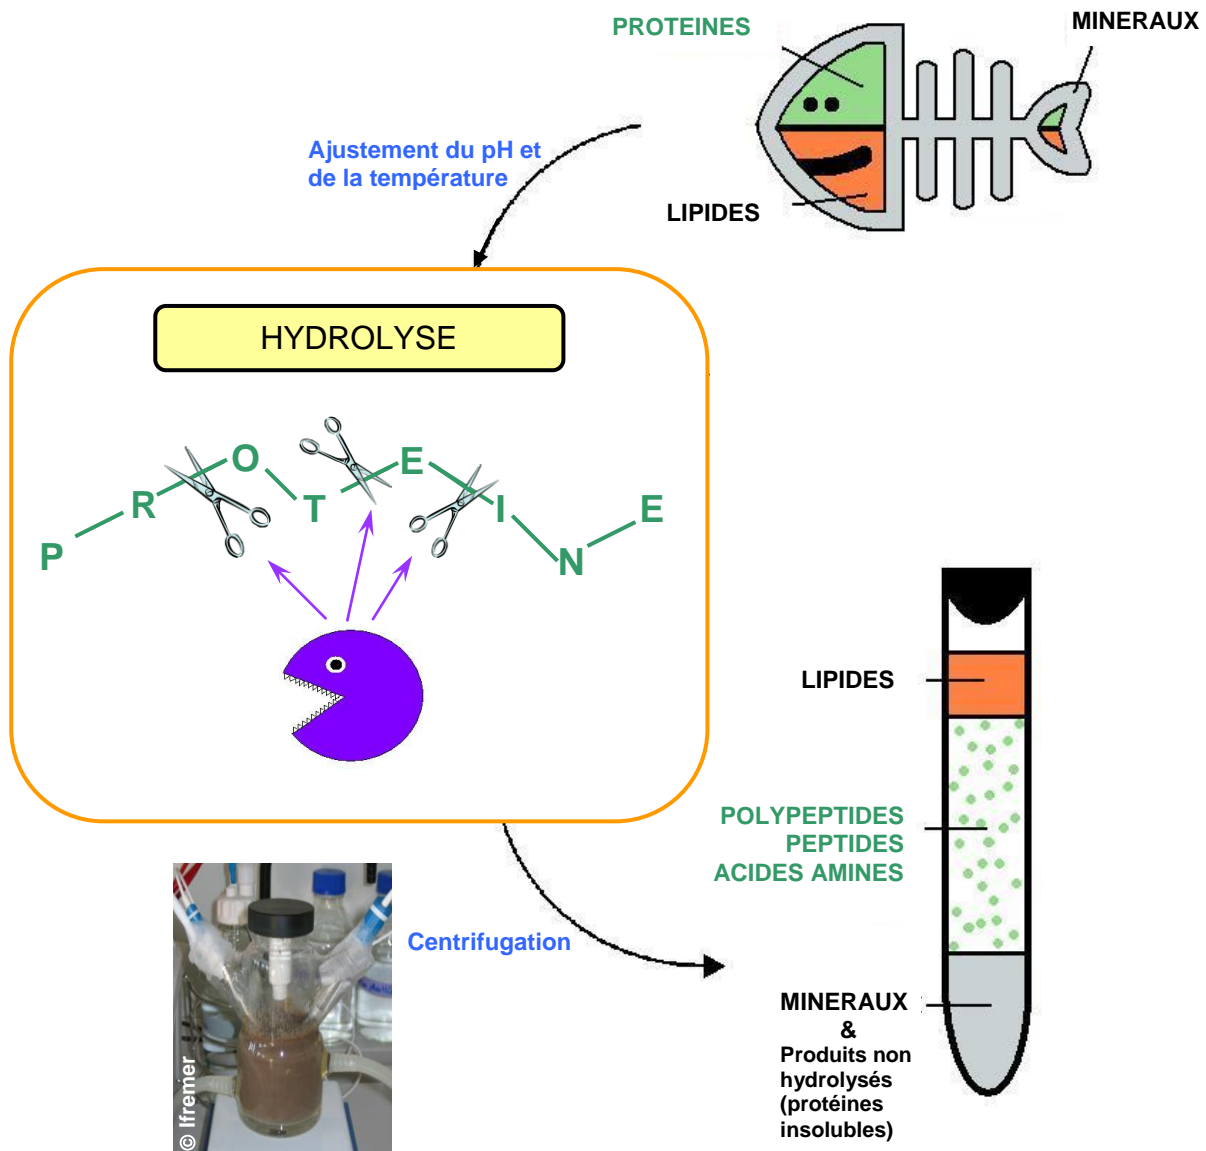 PROTEINES
MINERAUX
Ajustement du pH et
de la température
LIPIDES
HYDROLYSE
P R O T E I N E
LIPIDES
POLYPEPTIDES
PEPTIDES
ACIDES AMINES
Centrifugation
MINERAUX
&
Produits non
hydrolysés
(protéines
insolubles)
© Ifremer